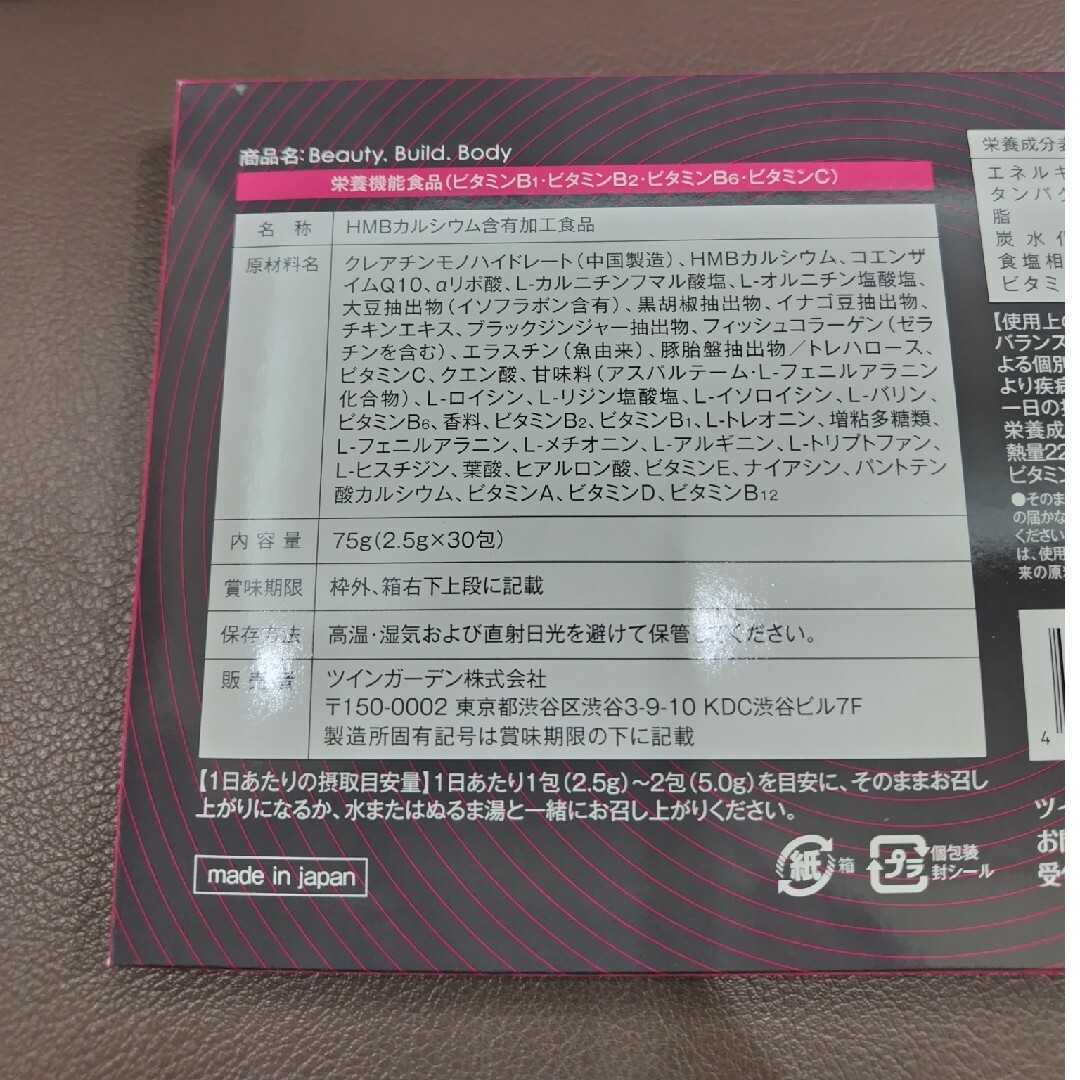 商品名:Beauty. Build. Body
栄養機能食品(ビタミンB1・ビタミンB2・ビタミンB6・ビタミンC)
名 称 HMBカルシウム含有加工食品
原材料名 クレアチンモノハイドレート(中国製造)、HMBカルシウム、コエンザ
イムQ10、αリポ酸、L-カルニチンフマル酸塩、L-オルニチン塩酸塩、
大豆抽出物(イソフラボン含有)、黒胡椒抽出物、イナゴ豆抽出物、
チキンエキス、ブラックジンジャー抽出物、フィッシュコラーゲン(ゼラ
チンを含む)、エラスチン(魚由来)、豚胎盤抽出物/トレハロース、
ビタミンC、クエン酸、甘味料(アスパルテーム・L-フェニルアラニン
化合物)、L-ロイシン、L-リジン塩酸塩、L-イソロイシン、L-バリン、
ビタミンB6、香料、ビタミンB2、ビタミンB1、L-トレオニン、増粘多糖類、
L-フェニルアラニン、L-メチオニン、L-アルギニン、L-トリプトファン、
L-ヒスチジン、葉酸、ヒアルロン酸、ビタミンE、ナイアシン、パントテン
酸カルシウム、ビタミンA、ビタミンD、ビタミンB12
内容量 75g(2.5g×30包)
賞味期限 枠外、箱右下上段に記載
保存方法 高温・湿気および直射日光を避けて保管してください。
販売者 ツインガーデン株式会社
〒150-0002 東京都渋谷区渋谷3-9-10 KDC渋谷ビル7F
製造所固有記号は賞味期限の下に記載
【1日あたりの摂取目安量】1日あたり1包(2.5g)~2包(5.0g)を目安に、そのままお召し
上がりになるか、水またはぬるま湯と一緒にお召し上がりください。
made in japan
紙 箱
プラ 個包装
封シール
栄養成分
エネルギ
タンパク
脂
炭水化
食塩相
ビタミ
【使用上の
バランス
よる個別
より疾病
一日の摂
栄養成
熱量22
ビタミン
●そのま
の届かな
ください
は、使用
来の原料
4
ツイ
お問
受付